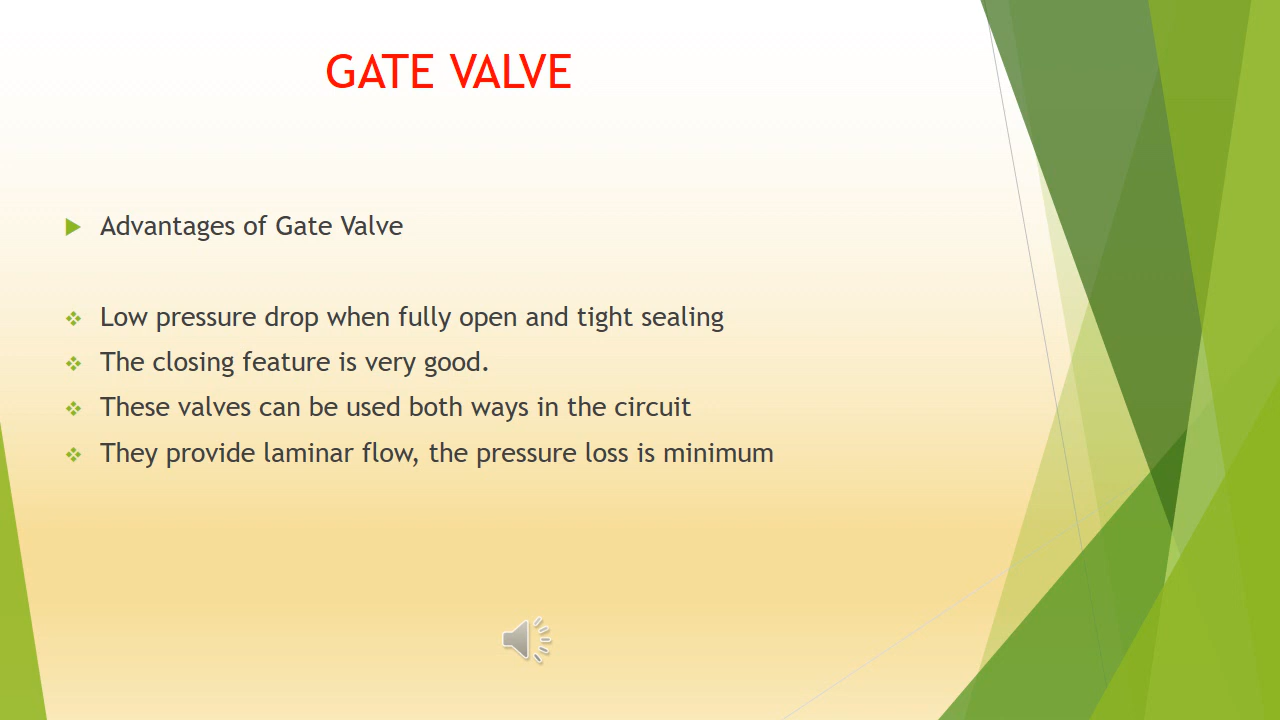 GATE VALVE
Advantages of Gate Valve
Low pressure drop when fully open and tight sealing
The closing feature is very good.
These valves can be used both ways in the circuit
They provide laminar flow, the pressure loss is minimum